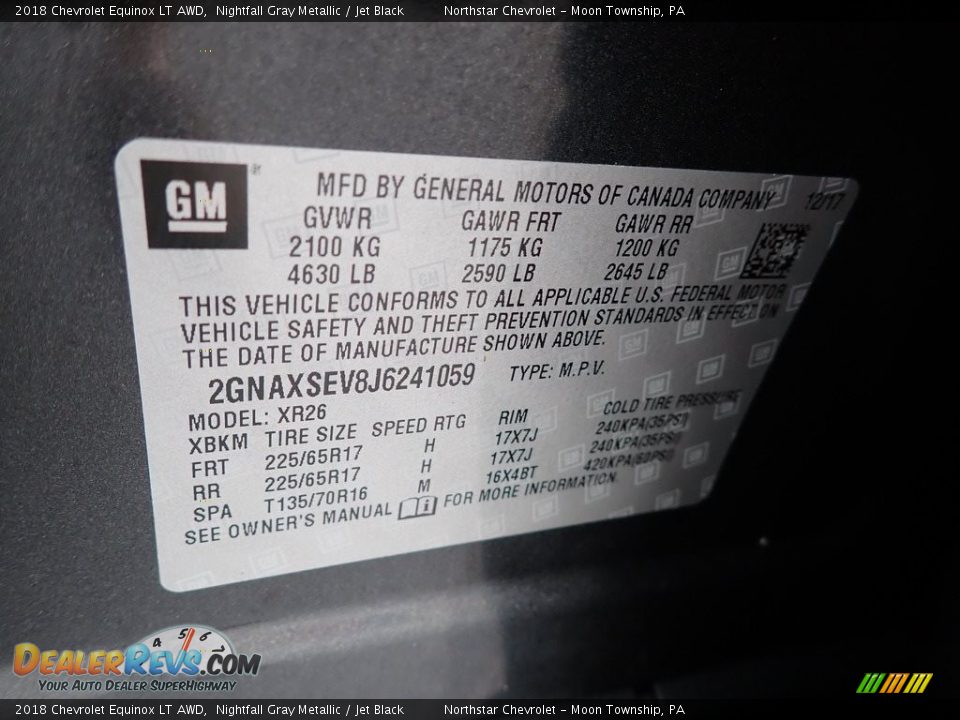 2018 Chevrolet Equinox LT AWD,  Nightfall Gray Metallic / Jet Black        Northstar Chevrolet – Moon Township, PA
GM
MFD BY GENERAL MOTORS OF CANADA COMPANY 12/17
GVWR GAWR FRT GAWR RR
2100 KG 1175 KG 1200 KG
4630 LB 2590 LB 2645 LB
THIS VEHICLE CONFORMS TO ALL APPLICABLE U.S. FEDERAL MOTOR
VEHICLE SAFETY AND THEFT PREVENTION STANDARDS IN EFFECT ON
THE DATE OF MANUFACTURE SHOWN ABOVE.
2GNAXSEV8J6241059 TYPE: M.P.V.
MODEL: XR26
XBKM TIRE SIZE SPEED RTG RIM COLD TIRE PRESSURE
FRT 225/65R17 H 17X7J 240KPA(35PSI)
RR 225/65R17 H 17X7J 240KPA(35PSI)
SPA T135/70R16 M 16X4BT 420KPA(60PSI)
SEE OWNER'S MANUAL FOR MORE INFORMATION.
4 5 6
DealerRevs.com
Your Auto Dealer SuperHighway
2018 Chevrolet Equinox LT AWD,  Nightfall Gray Metallic / Jet Black        Northstar Chevrolet – Moon Township, PA